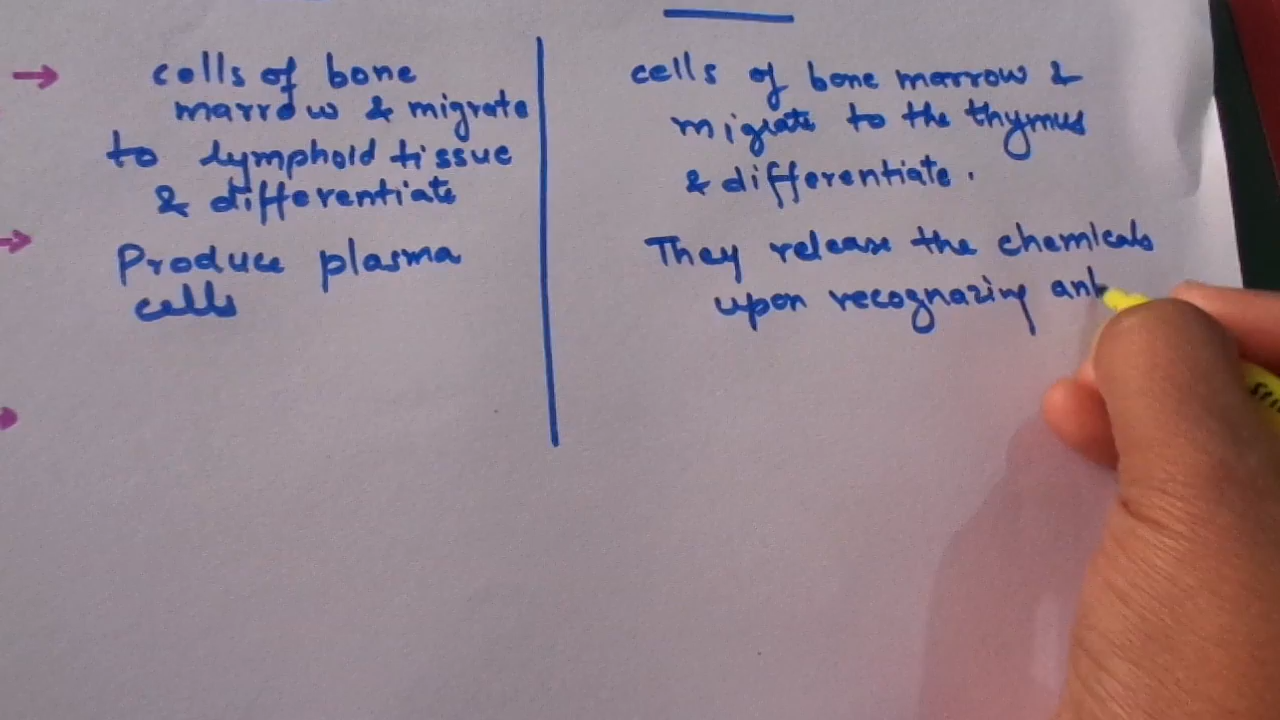 cells of bone
marrow & migrate
to lymphoid tissue
& differentiate
Produce plasma
cells
cells of bone marrow &
migrate to the thymus
& differentiate.
They release the chemicals
upon recognazing